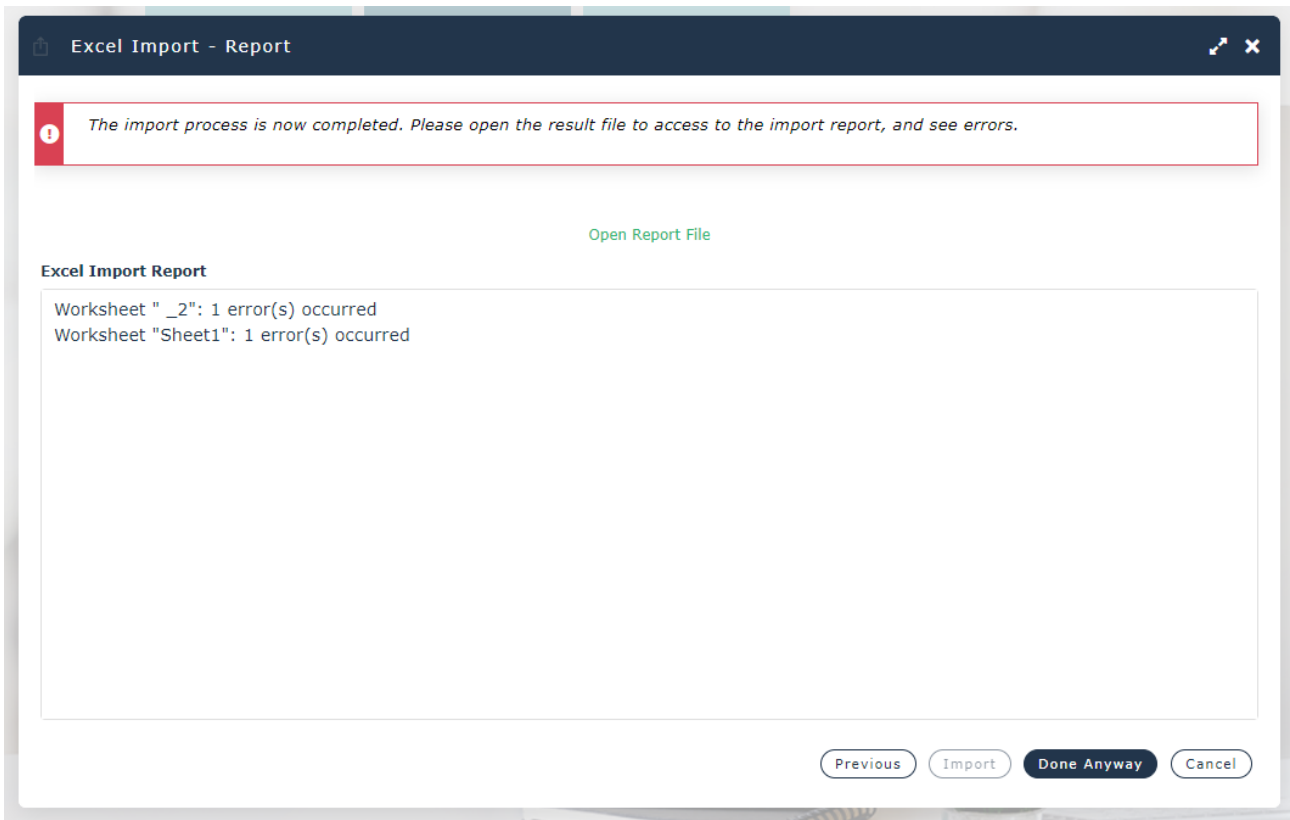 Excel Import - Report
The import process is now completed. Please open the result file to access to the import report, and see errors.
Open Report File
Excel Import Report
Worksheet " _2": 1 error(s) occurred
Worksheet "Sheet1": 1 error(s) occurred
Previous
Import
Done Anyway
Cancel